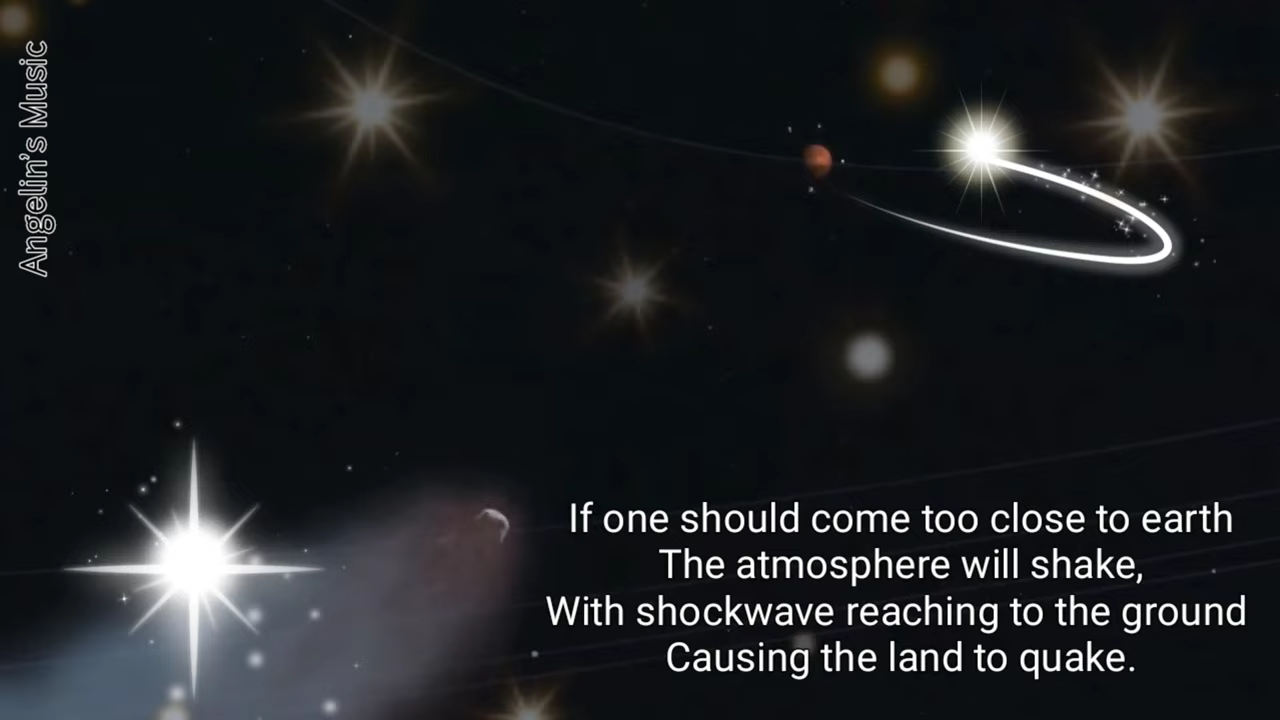 Angelin's Music
If one should come too close to earth
The atmosphere will shake,
With shockwave reaching to the ground
Causing the land to quake.